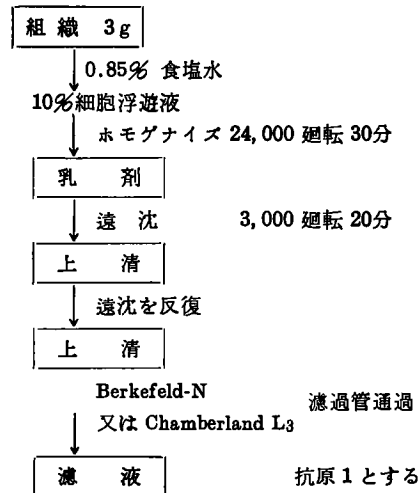 組織 3g
0.85% 食塩水
10%細胞浮遊液
ホモゲナイズ 24,000 廻転 30分
乳剤
遠沈 3,000 廻転 20分
上清
遠沈を反復
上清
Berkefeld-N
濾過管通過
又は Chamberland L₃
濾液 抗原1とする